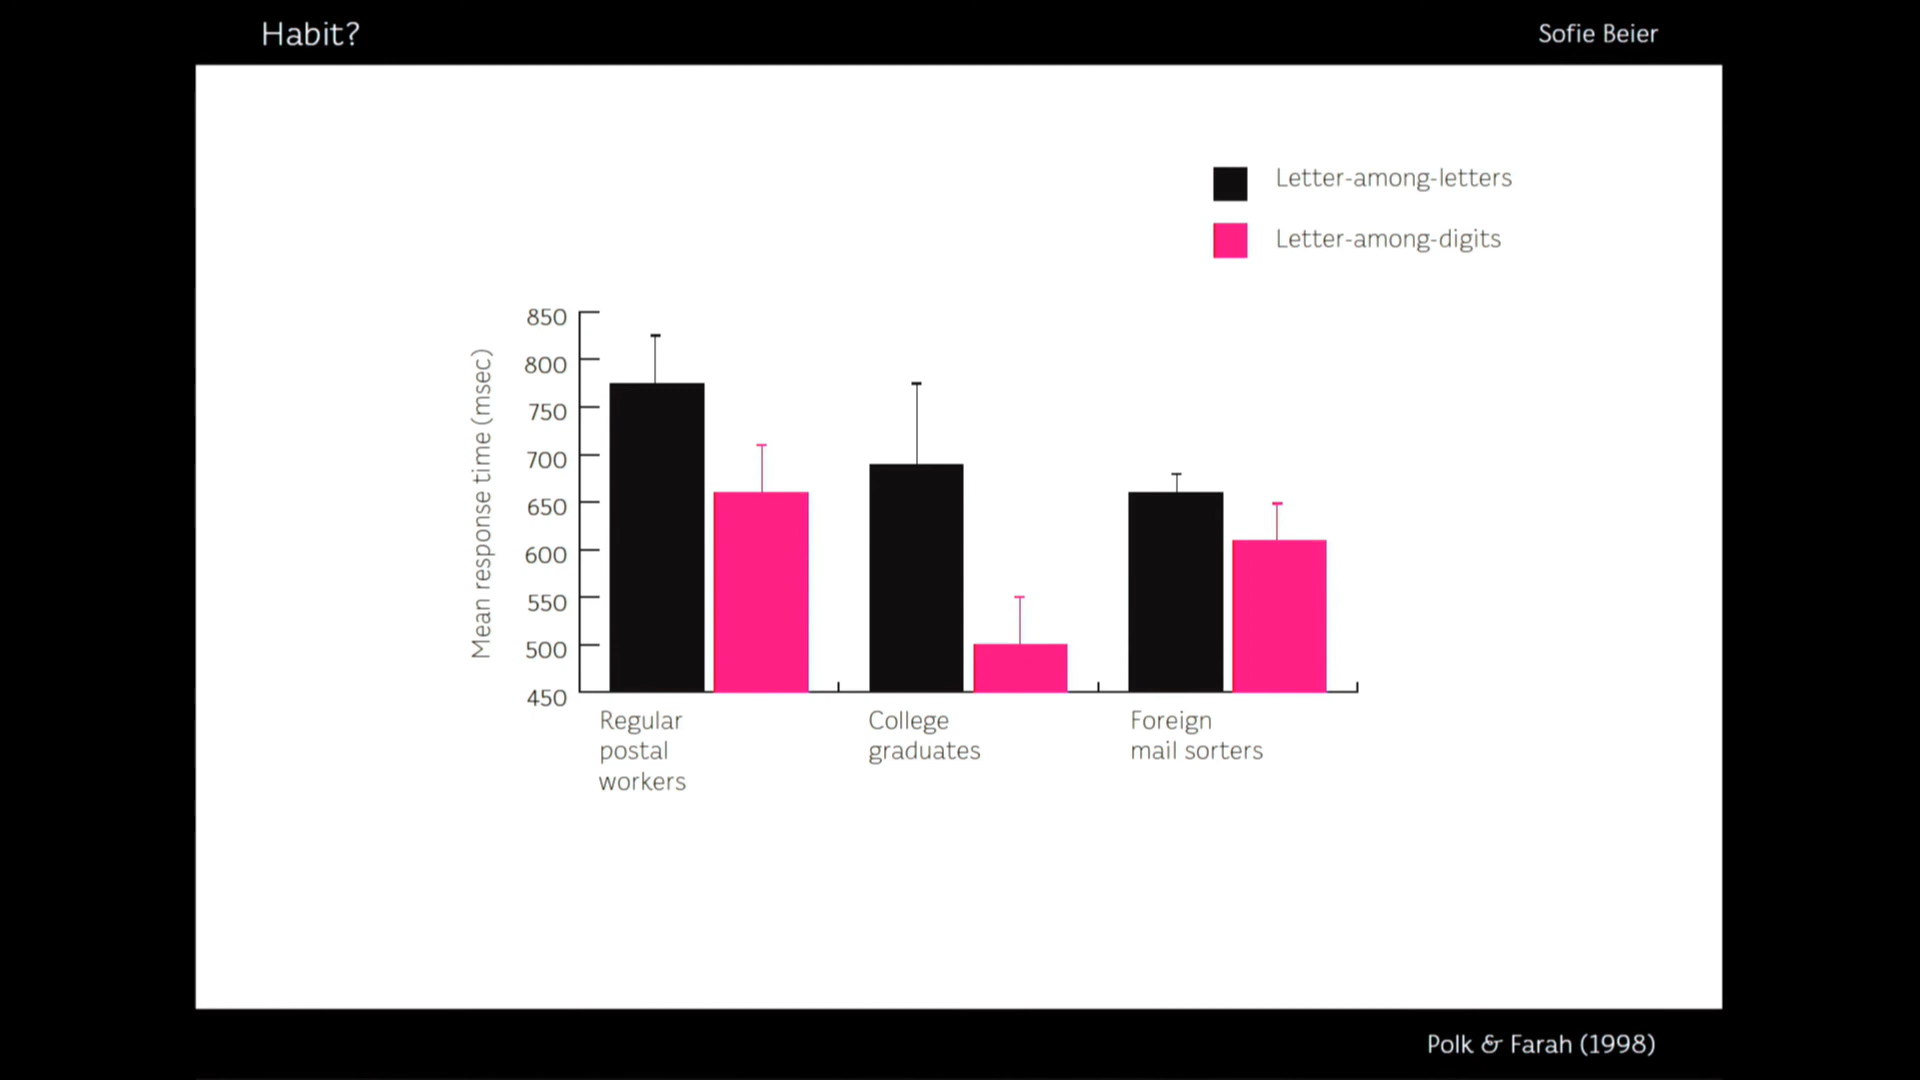 Habit?
Sofie Beier
Letter-among-letters
Letter-among-digits
Mean response time (msec)
850
800
750
700
650
600
550
500
450
Regular
postal
workers
College
graduates
Foreign
mail sorters
Polk & Farah (1998)